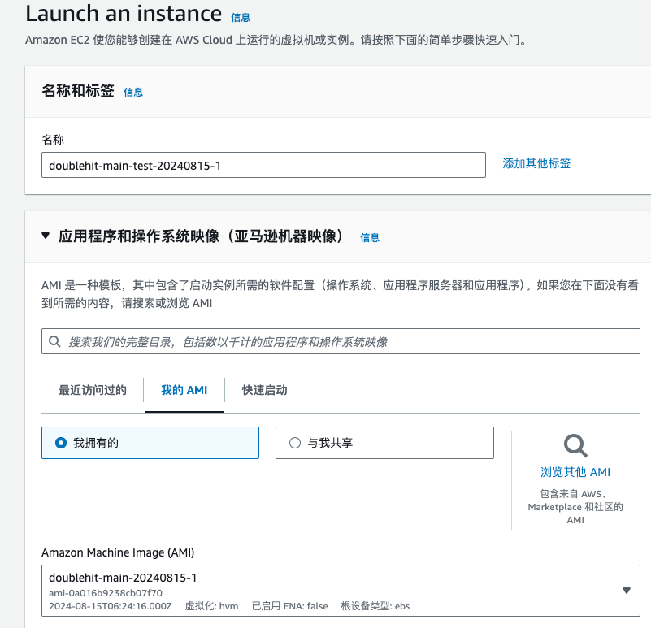 Launch an instance 信息
Amazon EC2 使您能够创建在 AWS Cloud 上运行的虚拟机或实例。请按照下面的简单步骤快速入门。
名称和标签 信息
名称
doublehit-main-test-20240815-1
添加其他标签
应用程序和操作系统映像（亚马逊机器映像） 信息
AMI 是一种模板，其中包含了启动实例所需的软件配置（操作系统、应用程序服务器和应用程序）。如果您在下面没有看
到所需的内容，请搜索或浏览 AMI
搜索我们的完整目录，包括数以千计的应用程序和操作系统映像
最近访问过的 我的 AMI 快速启动
我拥有的 与我共享
浏览其他 AMI
包含来自 AWS、
Marketplace 和社区的
AMI
Amazon Machine Image (AMI)
doublehit-main-20240815-1
ami-0a016b9238cb07f70
2024-08-15T06:24:16.000Z 虚拟化: hvm 已启用 ENA: false 根设备类型: ebs